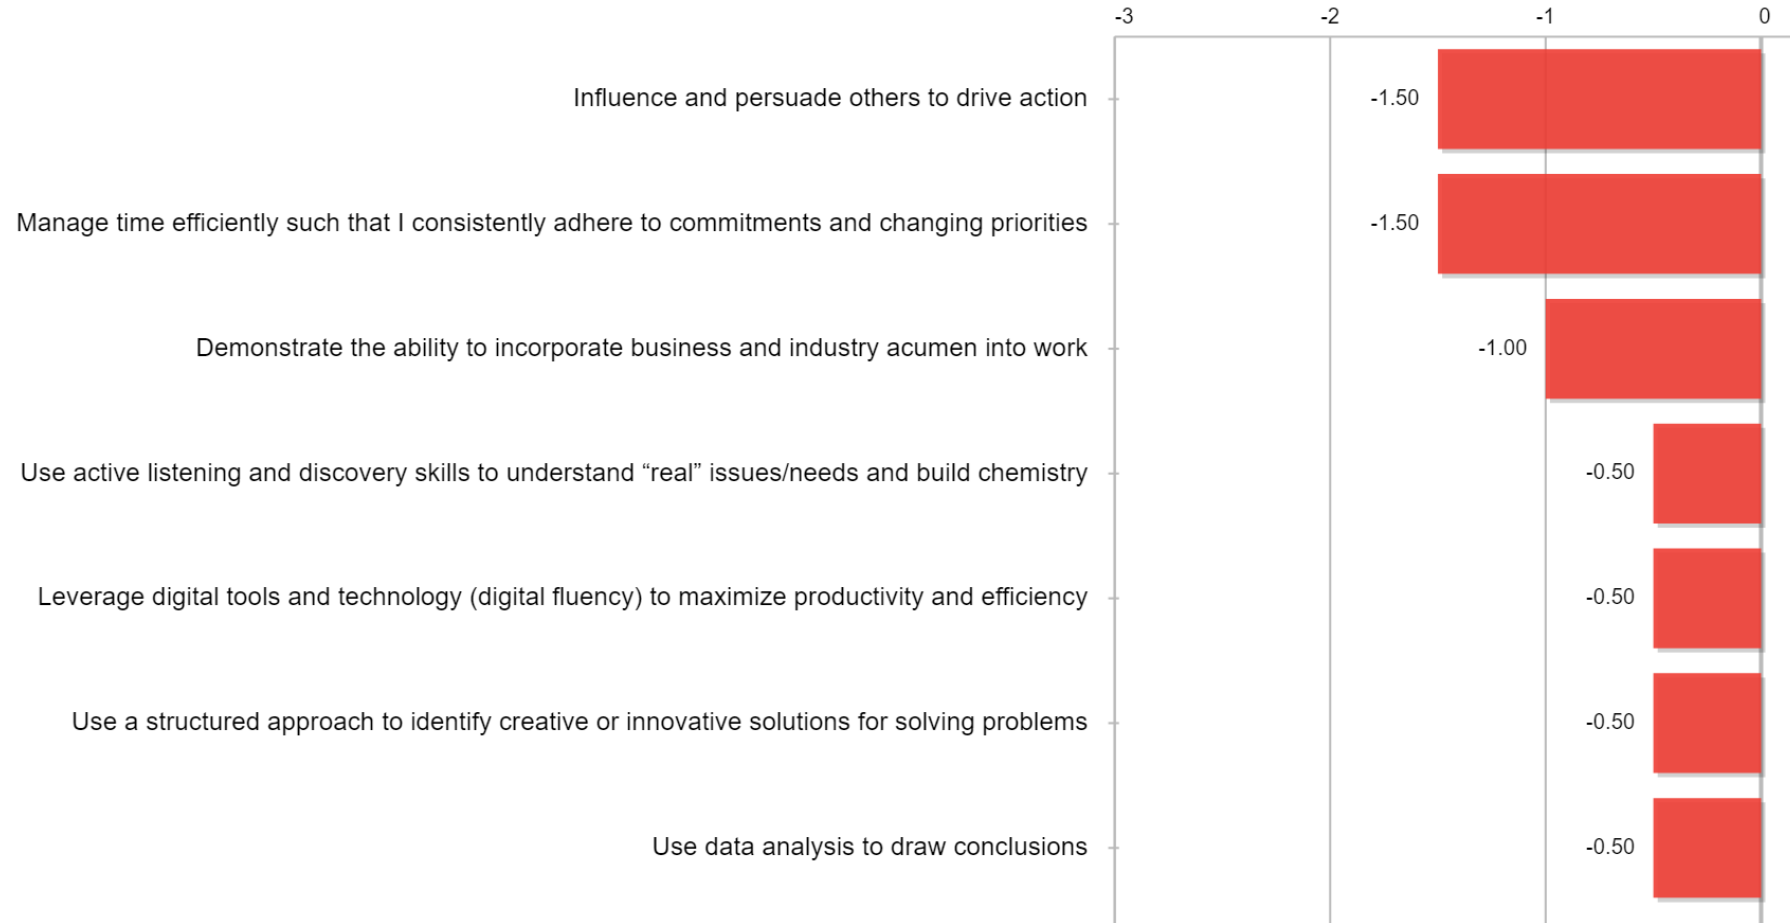 -3 -2 -1 0
Influence and persuade others to drive action -1.50
Manage time efficiently such that I consistently adhere to commitments and changing priorities -1.50
Demonstrate the ability to incorporate business and industry acumen into work -1.00
Use active listening and discovery skills to understand “real” issues/needs and build chemistry -0.50
Leverage digital tools and technology (digital fluency) to maximize productivity and efficiency -0.50
Use a structured approach to identify creative or innovative solutions for solving problems -0.50
Use data analysis to draw conclusions -0.50